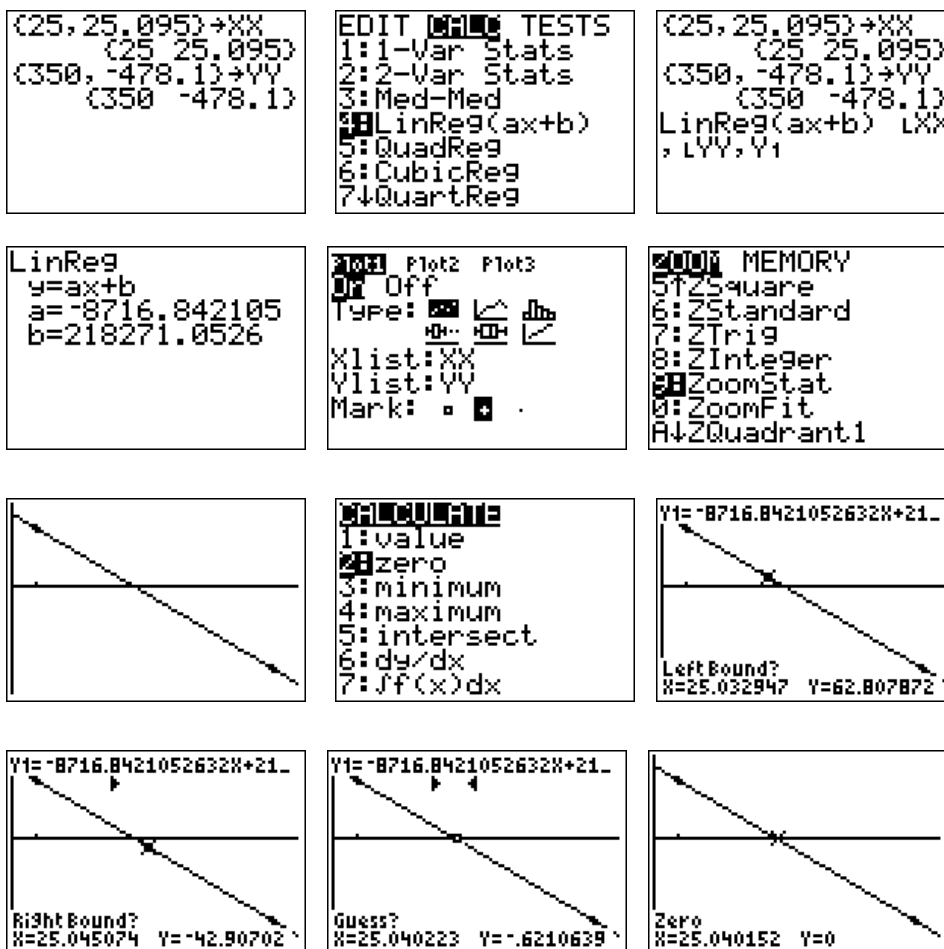 {25,25.095}→XX
{25 25.095}
{350,-478.1}→YY
{350 -478.1}
EDIT CALC TESTS
1:1-Var Stats
2:2-Var Stats
3:Med-Med
4:LinReg(ax+b)
5:QuadReg
6:CubicReg
7↓QuartReg
{25,25.095}→XX
{25 25.095}
{350,-478.1}→YY
{350 -478.1}
LinReg(ax+b) ʟXX
,ʟYY,Y₁
LinReg
y=ax+b
a=-8716.842105
b=218271.0526
Plot1 Plot2 Plot3
On Off
Type:
Xlist:XX
Ylist:YY
Mark:
ZOOM MEMORY
5↑ZSquare
6:ZStandard
7:ZTrig
8:ZInteger
9:ZoomStat
0:ZoomFit
A↓ZQuadrant1
CALCULATE
1:value
2:zero
3:minimum
4:maximum
5:intersect
6:dy/dx
7:∫f(x)dx
Y1=-8716.8421052632X+21_
Left Bound?
X=25.032947 Y=62.807872
Y1=-8716.8421052632X+21_
Right Bound?
X=25.045074 Y=-42.90702
Y1=-8716.8421052632X+21_
Guess?
X=25.040223 Y=-.6210639
Zero
X=25.040152 Y=0